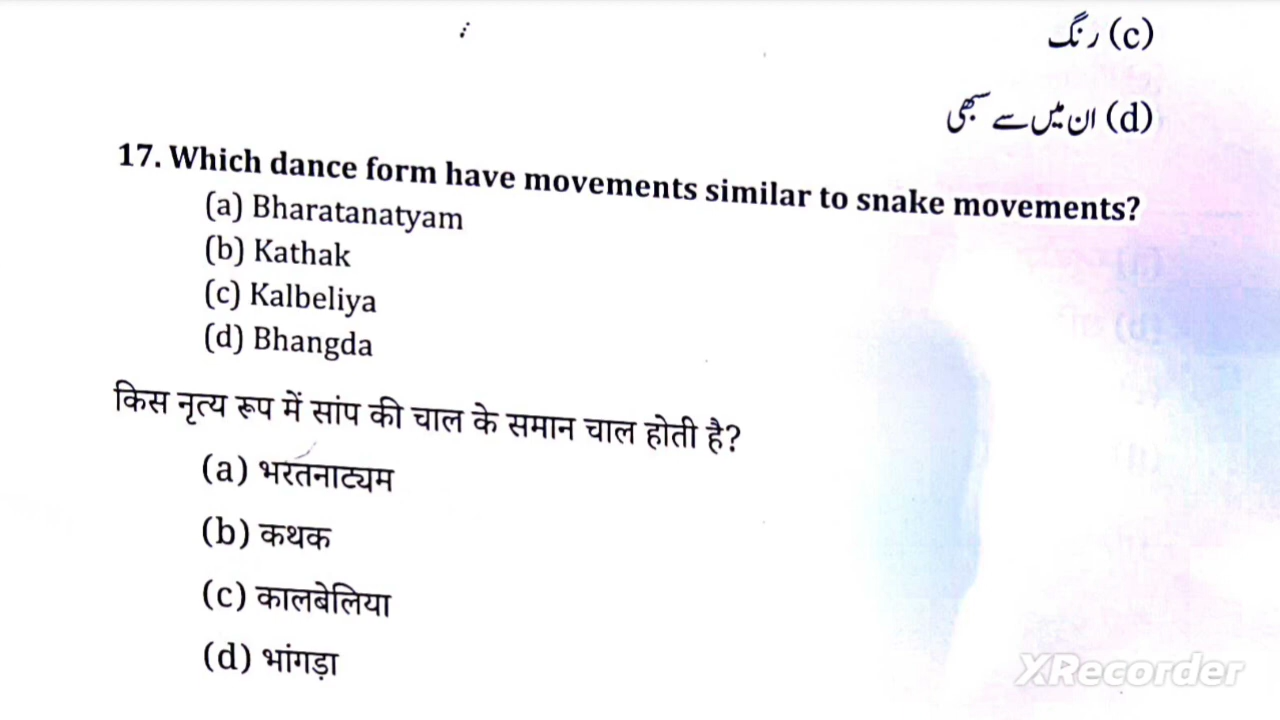 (c) رنگ
(d) ان میں سے سبھی
17. Which dance form have movements similar to snake movements?
(a) Bharatanatyam
(b) Kathak
(c) Kalbeliya
(d) Bhangda
किस नृत्य रूप में सांप की चाल के समान चाल होती है?
(a) भरतनाट्यम
(b) कथक
(c) कालबेलिया
(d) भांगड़ा
XRecorder